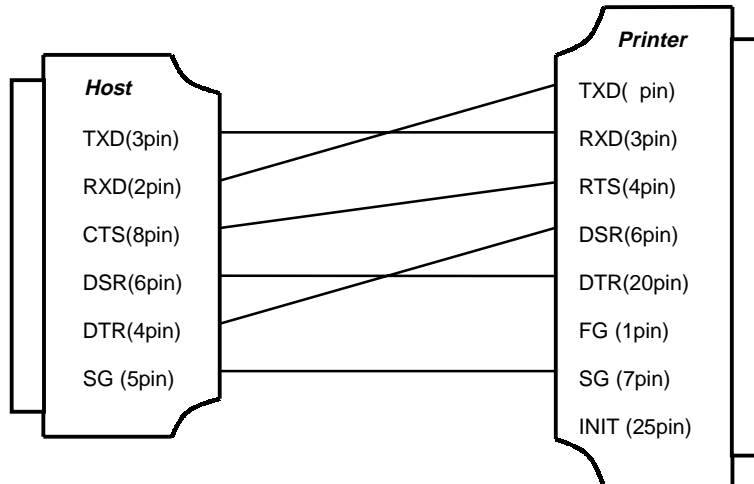 Host
TXD(3pin)
RXD(2pin)
CTS(8pin)
DSR(6pin)
DTR(4pin)
SG (5pin)
Printer
TXD( pin)
RXD(3pin)
RTS(4pin)
DSR(6pin)
DTR(20pin)
FG (1pin)
SG (7pin)
INIT (25pin)